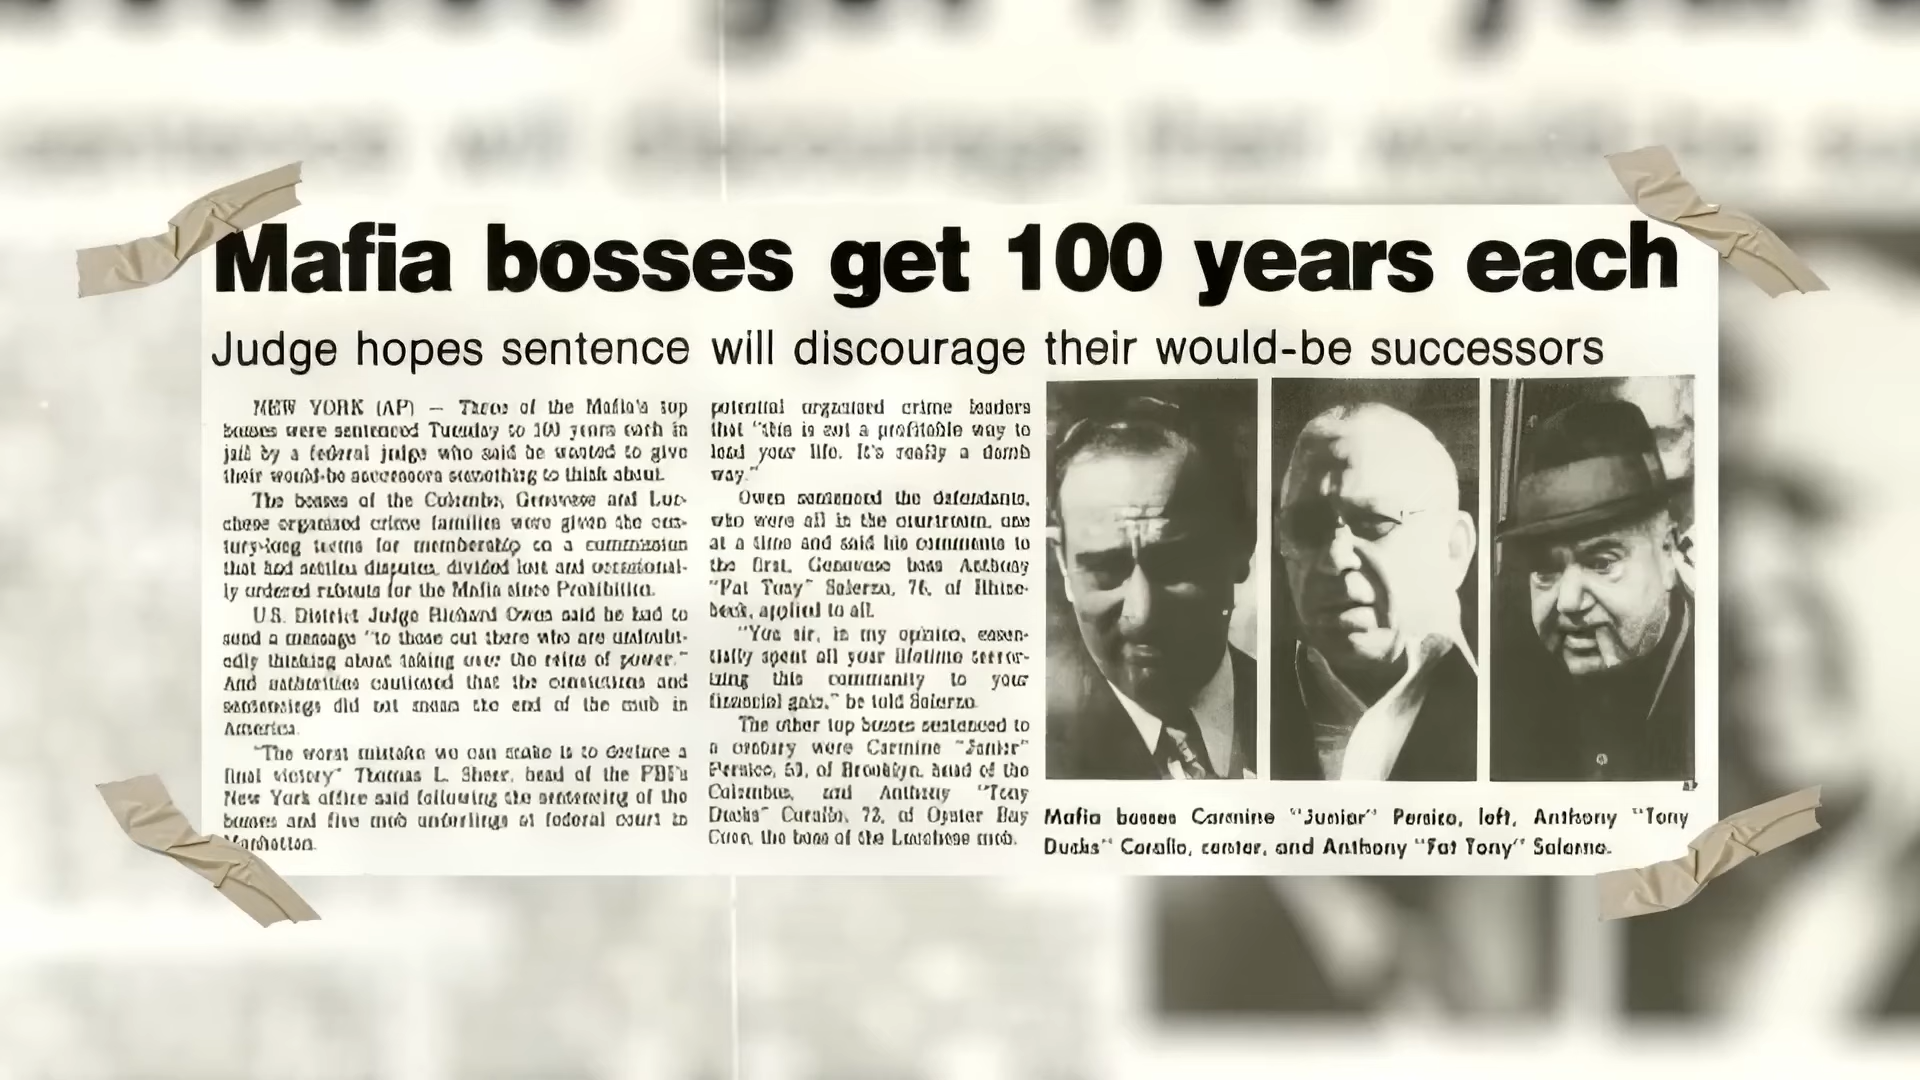 Mafia bosses get 100 years each
Judge hopes sentence will discourage their would-be successors
NEW YORK (AP) — Three of the Mafia's top
bosses were sentenced Tuesday to 100 years each in
jail by a federal judge who said he wanted to give
their would-be successors something to think about.
The bosses of the Colombo, Genovese and Luc-
chese organized crime families were given the cen-
tury-long terms for membership on a commission
that had settled disputes, divided loot and occasional-
ly ordered rubouts for the Mafia since Prohibition.
U.S. District Judge Richard Owen said he had to
send a message "to those out there who are undoubt-
edly thinking about taking over the reins of power."
And authorities cautioned that the convictions and
sentencings did not mean the end of the mob in
America.
"The worst mistake we can make is to declare a
final victory" Thomas L. Sheer, head of the FBI's
New York office said following the sentencing of the
bosses and five mob underlings at federal court in
Manhattan.
potential organized crime leaders
that "this is not a profitable way to
lead your life. It's really a dumb
way."
Owen sentenced the defendants,
who were all in the courtroom, one
at a time and said his comments to
the first, Genovese boss Anthony
"Fat Tony" Salerno, 76, of Rhine-
beck, applied to all.
"You sir, in my opinion, essen-
tially spent all your lifetime terror-
izing this community to your
financial gain," he told Salerno.
The other top bosses sentenced to
a century were Carmine "Junior"
Persico, 53, of Brooklyn, head of the
Colombos, and Anthony "Tony
Ducks" Corallo, 73, of Oyster Bay
Cove, the boss of the Lucchese mob.
Mafia bosses Carmine "Junior" Persico, left, Anthony "Tony
Ducks" Corallo, center, and Anthony "Fat Tony" Salerno.